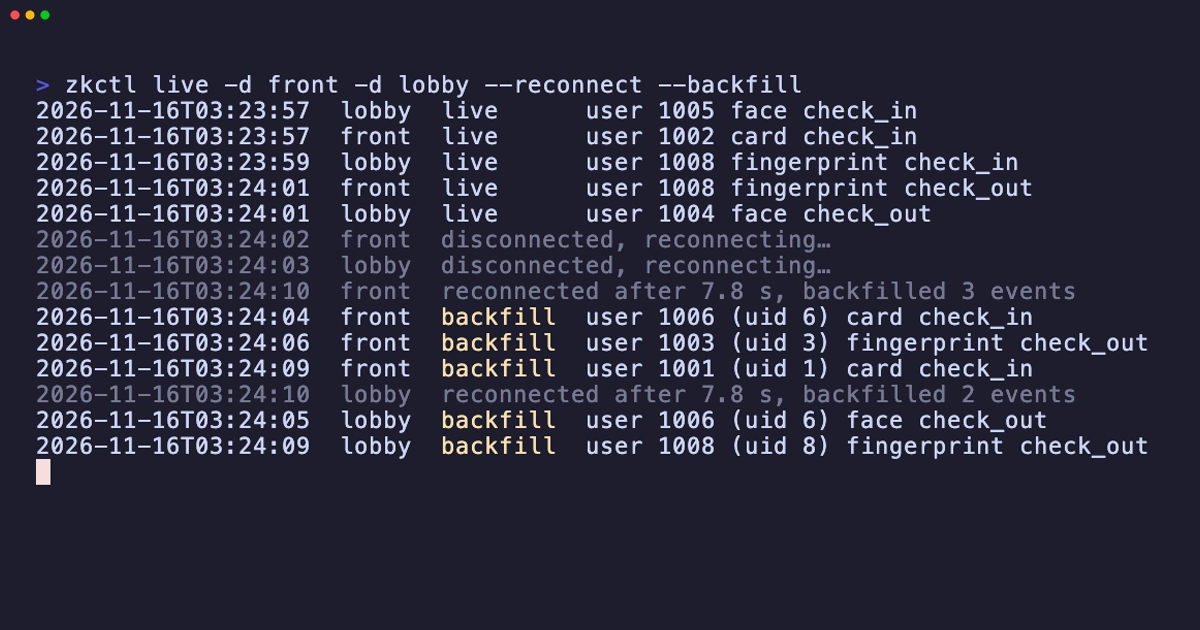 > zkctl live -d front -d lobby --reconnect --backfill
2026-11-16T03:23:57  lobby  live      user 1005 face check_in
2026-11-16T03:23:57  front  live      user 1002 card check_in
2026-11-16T03:23:59  lobby  live      user 1008 fingerprint check_in
2026-11-16T03:24:01  front  live      user 1008 fingerprint check_out
2026-11-16T03:24:01  lobby  live      user 1004 face check_out
2026-11-16T03:24:02  front  disconnected, reconnecting…
2026-11-16T03:24:03  lobby  disconnected, reconnecting…
2026-11-16T03:24:10  front  reconnected after 7.8 s, backfilled 3 events
2026-11-16T03:24:04  front  backfill  user 1006 (uid 6) card check_in
2026-11-16T03:24:06  front  backfill  user 1003 (uid 3) fingerprint check_out
2026-11-16T03:24:09  front  backfill  user 1001 (uid 1) card check_in
2026-11-16T03:24:10  lobby  reconnected after 7.8 s, backfilled 2 events
2026-11-16T03:24:05  lobby  backfill  user 1006 (uid 6) face check_out
2026-11-16T03:24:09  lobby  backfill  user 1008 (uid 8) fingerprint check_out